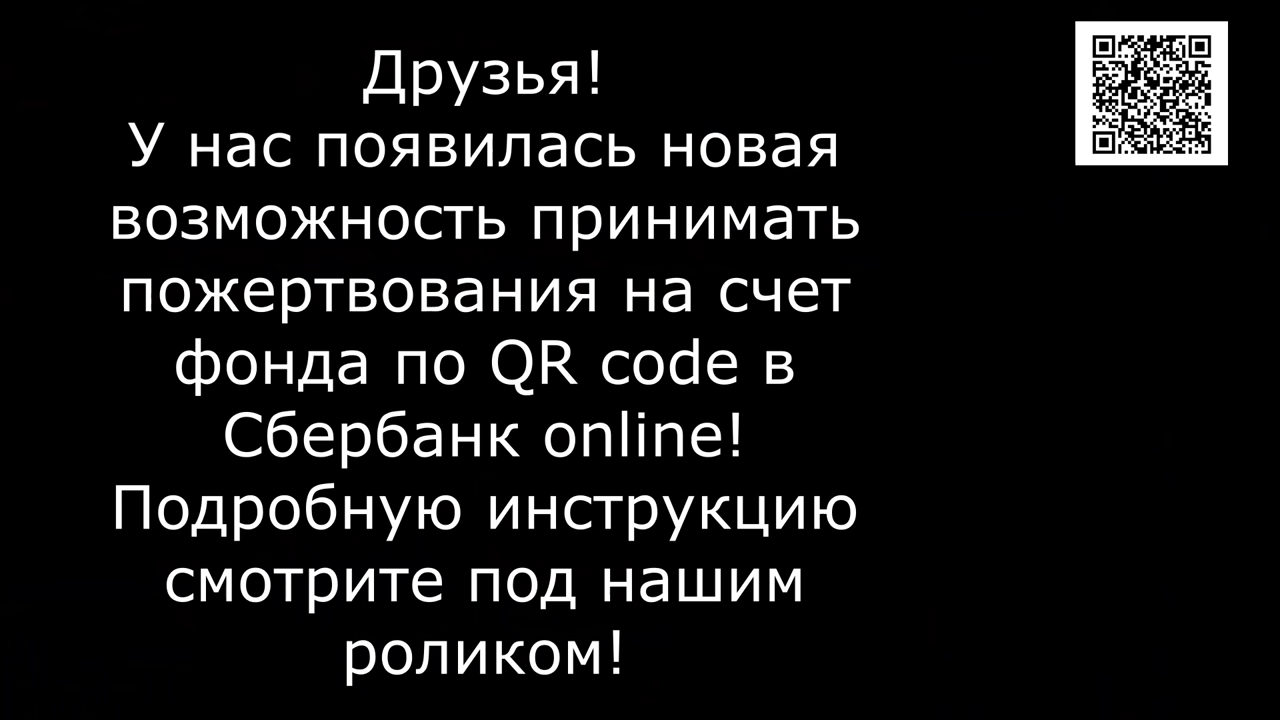 Друзья!
У нас появилась новая
возможность принимать
пожертвования на счет
фонда по QR code в
Сбербанк online!
Подробную инструкцию
смотрите под нашим
роликом!